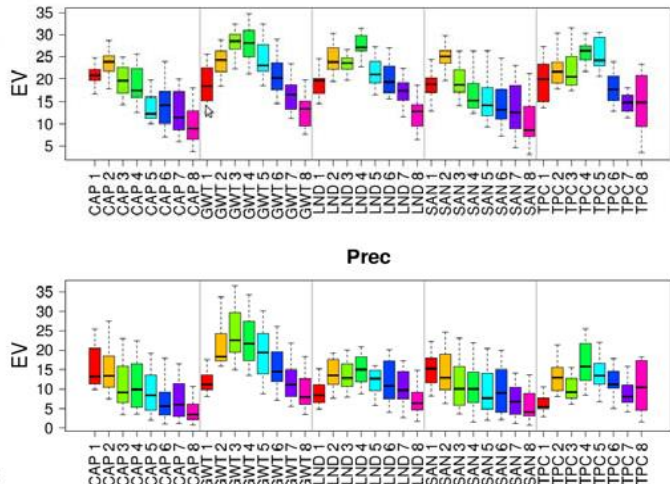 35
30
25
20
15
10
5
EV
CAP 1
CAP 2
CAP 3
CAP 4
CAP 5
CAP 6
CAP 7
CAP 8
GWT 1
GWT 2
GWT 3
GWT 4
GWT 5
GWT 6
GWT 7
GWT 8
LND 1
LND 2
LND 3
LND 4
LND 5
LND 6
LND 7
LND 8
SAN 1
SAN 2
SAN 3
SAN 4
SAN 5
SAN 6
SAN 7
SAN 8
TPC 1
TPC 2
TPC 3
TPC 4
TPC 5
TPC 6
TPC 7
TPC 8
Prec
35
30
25
20
15
10
5
0
EV
CAP 1
CAP 2
CAP 3
CAP 4
CAP 5
CAP 6
CAP 7
CAP 8
GWT 1
GWT 2
GWT 3
GWT 4
GWT 5
GWT 6
GWT 7
GWT 8
LND 1
LND 2
LND 3
LND 4
LND 5
LND 6
LND 7
LND 8
SAN 1
SAN 2
SAN 3
SAN 4
SAN 5
SAN 6
SAN 7
SAN 8
TPC 1
TPC 2
TPC 3
TPC 4
TPC 5
TPC 6
TPC 7
TPC 8